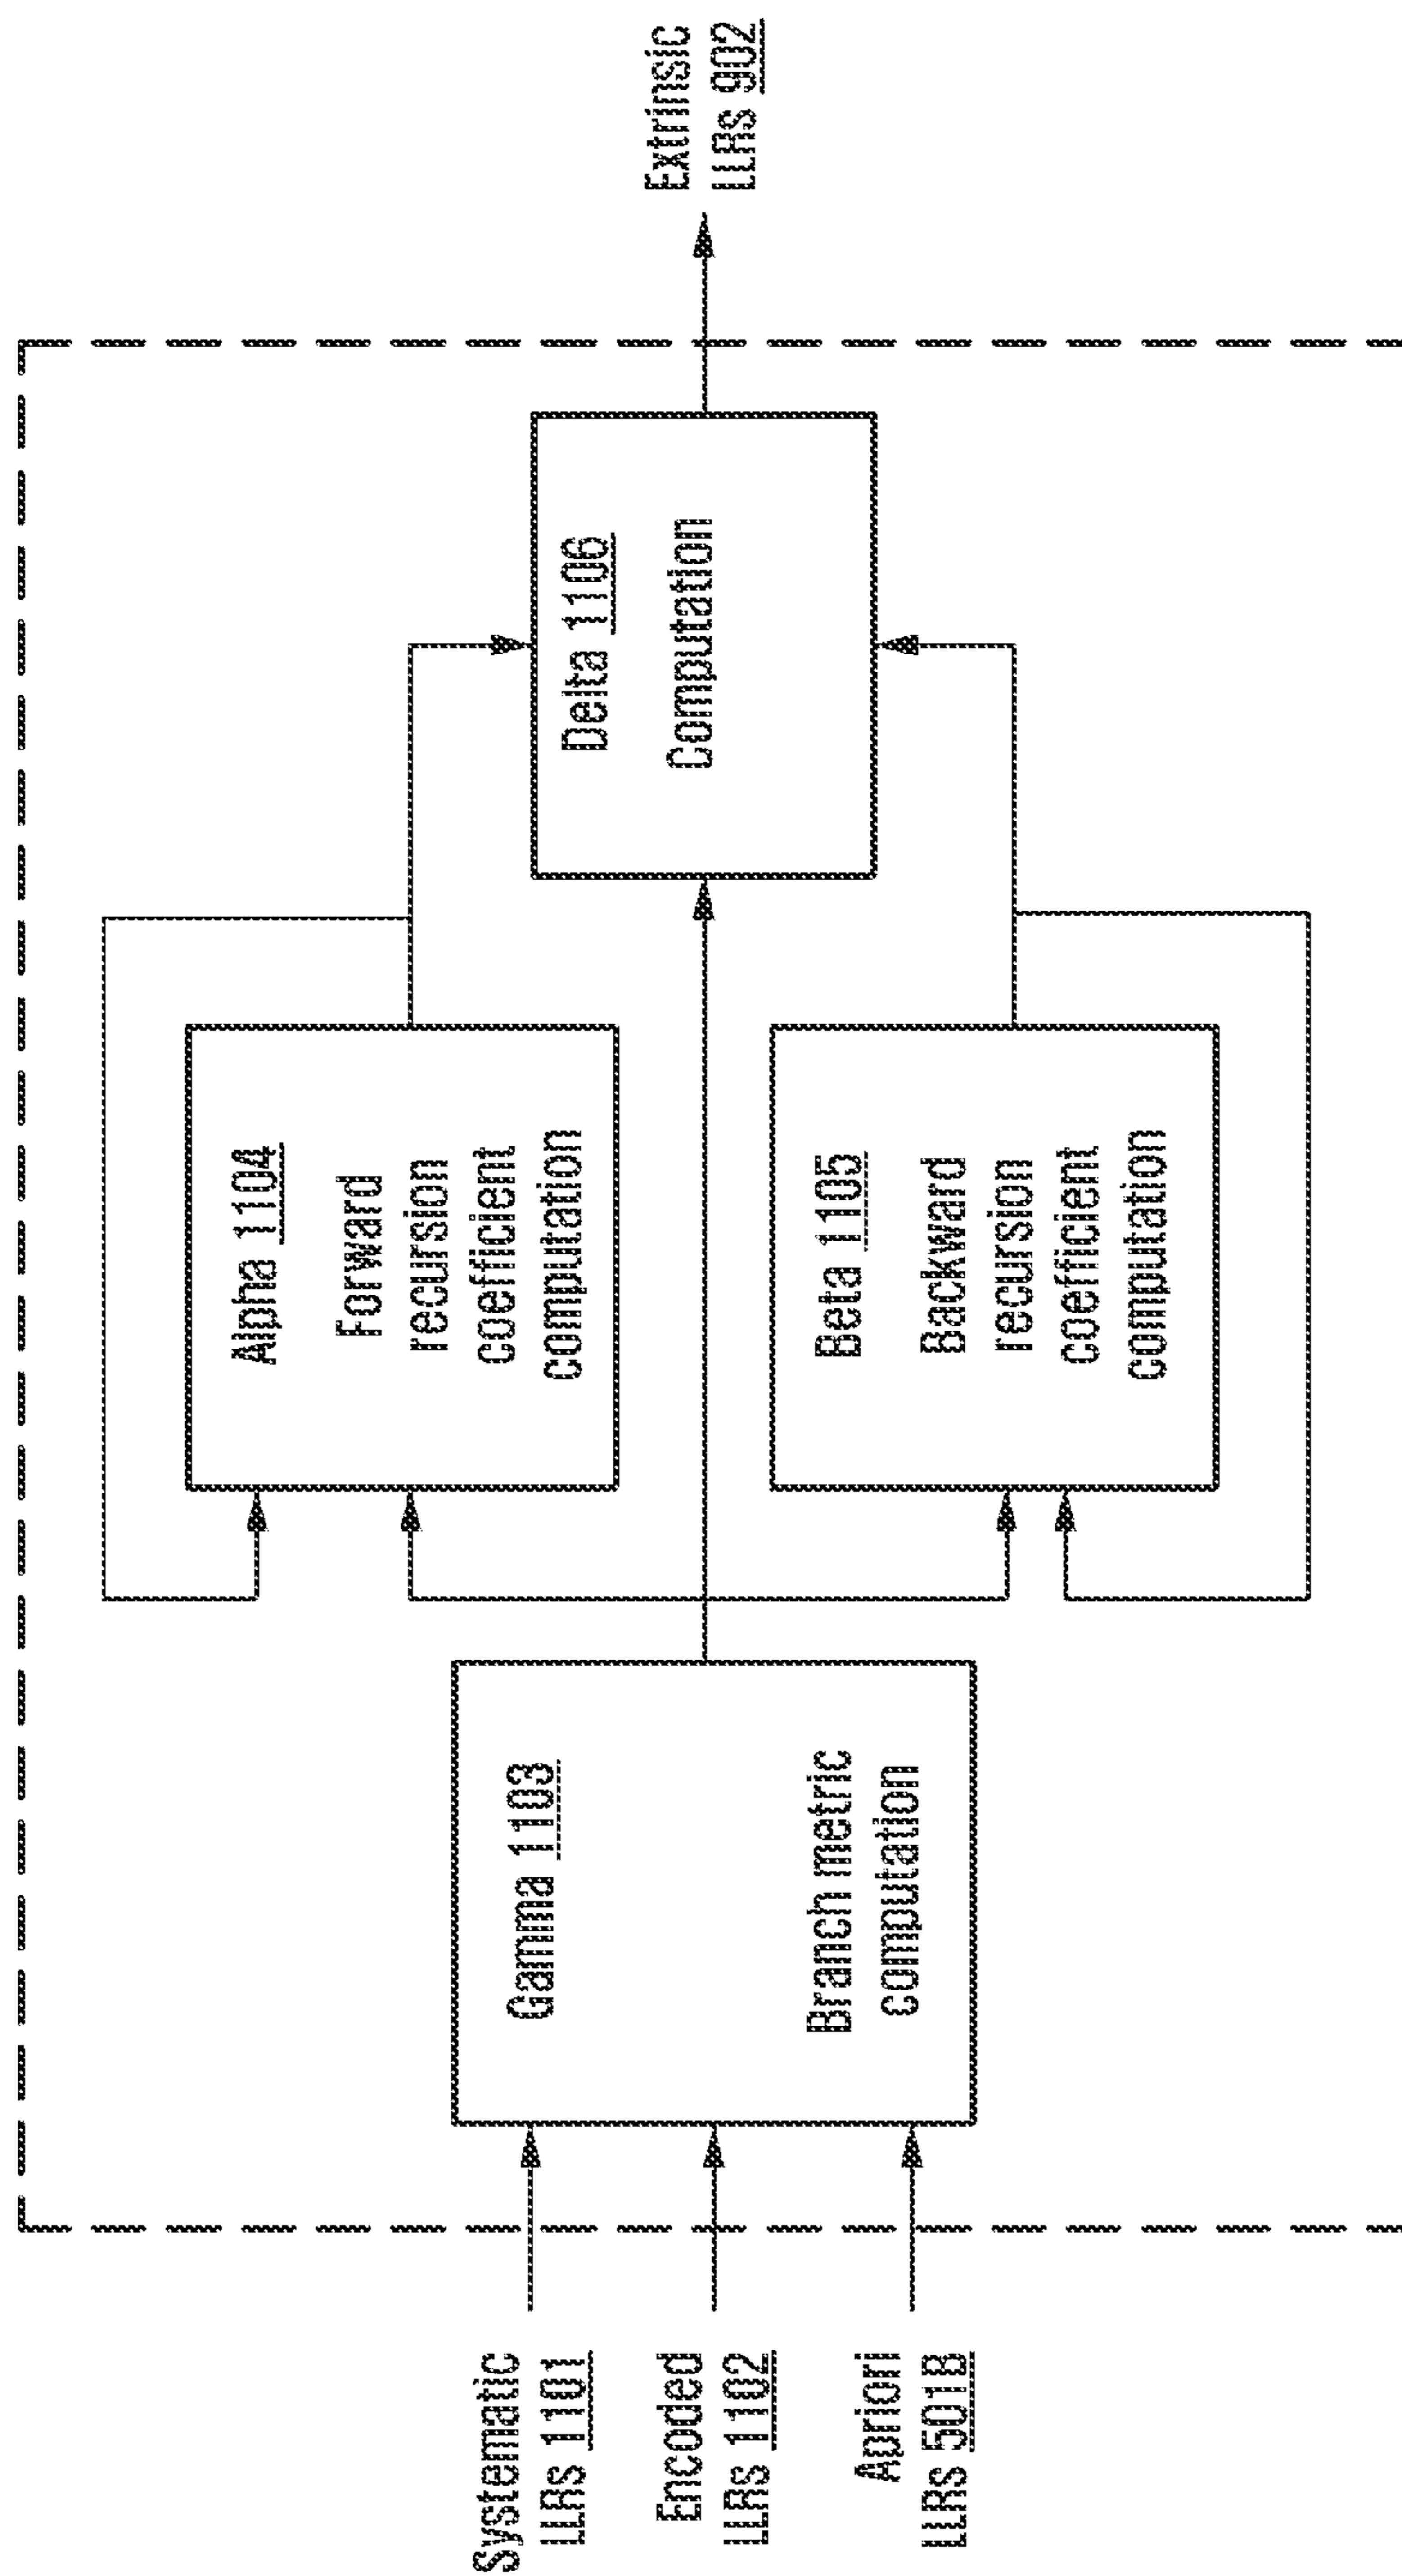 Systematic
LLRs 1101
Encoded
LLRs 1102
Apriori
LLRs 501B
Gamma 1103
Branch metric
computation
Alpha 1104
Forward
recursion
coefficient
computation
Beta 1105
Backward
recursion
coefficient
computation
Delta 1106
Computation
Extrinsic
LLRs 902